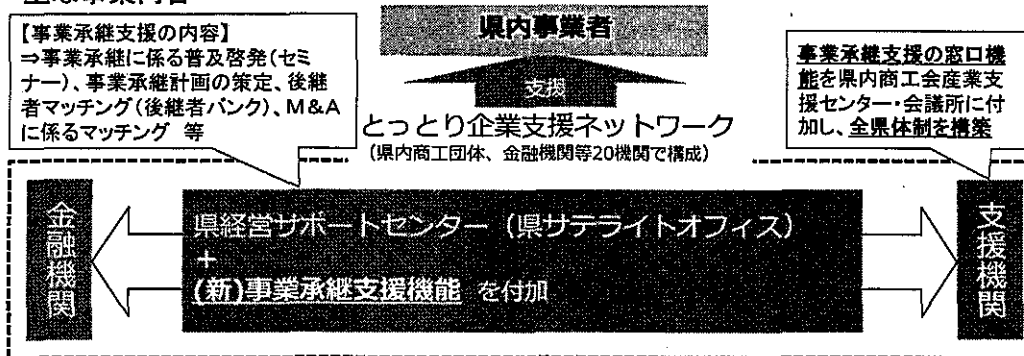 【事業承継支援の内容】
⇒事業承継に係る普及啓発(セミ
ナー)、事業承継計画の策定、後継
者マッチング(後継者バンク)、M&A
に係るマッチング 等
県内事業者
支援
とっとり企業支援ネットワーク
(県内商工団体、金融機関等20機関で構成)
事業承継支援の窓口機
能を県内商工会産業支
援センター・会議所に付
加し、全県体制を構築
金融機関
県経営サポートセンター(県サテライトオフィス)
+
(新)事業承継支援機能 を付加
支援機関